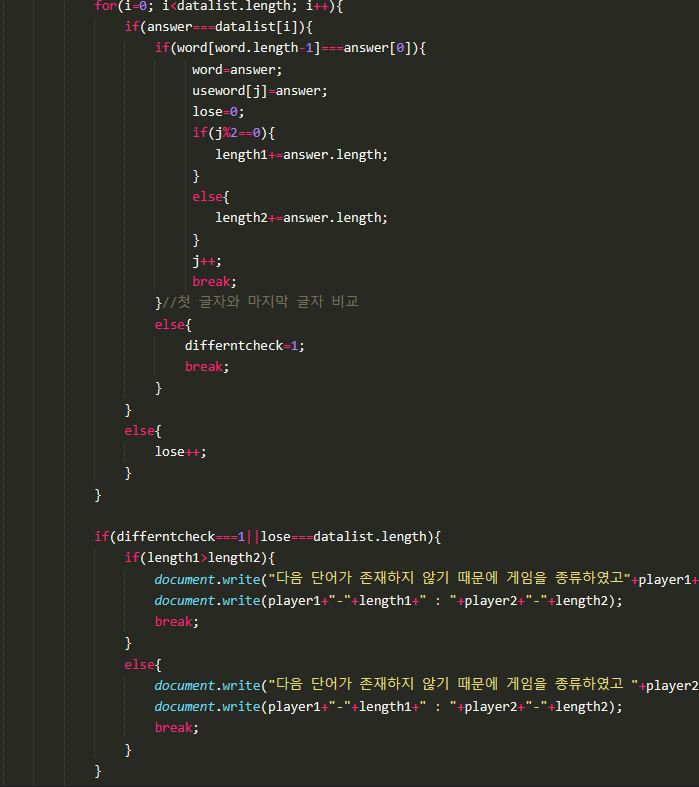 for(i=0; i<datalist.length; i++){
if(answer===datalist[i]){
if(word[word.length-1]===answer[0]){
word=answer;
useword[j]=answer;
lose=0;
if(j%2==0){
length1+=answer.length;
}
else{
length2+=answer.length;
}
j++;
break;
}//첫 글자와 마지막 글자 비교
else{
differntcheck=1;
break;
}
}
else{
lose++;
}
}
if(differntcheck===1||lose===datalist.length){
if(length1>length2){
document.write("다음 단어가 존재하지 않기 때문에 게임을 종류하였고"+player1+
document.write(player1+"-"+length1+" : "+player2+"-"+length2);
break;
}
else{
document.write("다음 단어가 존재하지 않기 때문에 게임을 종류하였고 "+player2
document.write(player1+"-"+length1+" : "+player2+"-"+length2);
break;
}
}